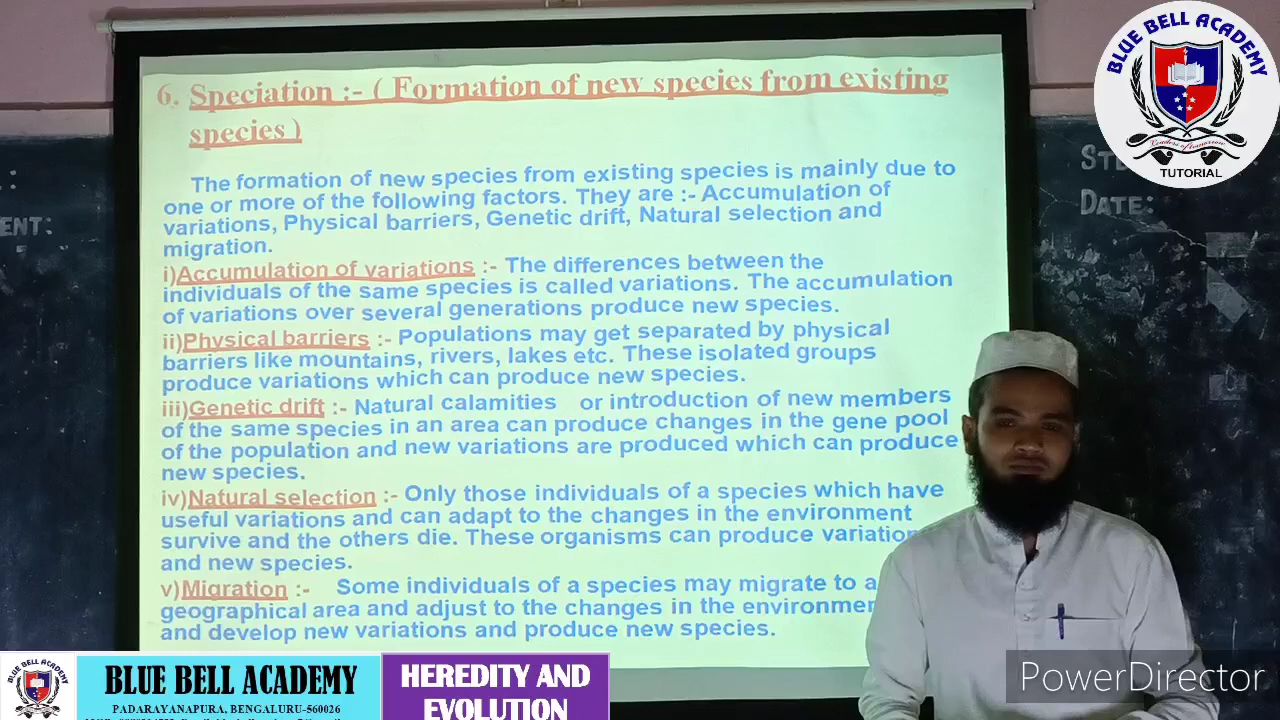 6. Speciation :- ( Formation of new species from existing
species )
The formation of new species from existing species is mainly due to
one or more of the following factors. They are :- Accumulation of
variations, Physical barriers, Genetic drift, Natural selection and
migration.
i)Accumulation of variations :- The differences between the
individuals of the same species is called variations. The accumulation
of variations over several generations produce new species.
ii)Physical barriers :- Populations may get separated by physical
barriers like mountains, rivers, lakes etc. These isolated groups
produce variations which can produce new species.
iii)Genetic drift :- Natural calamities or introduction of new members
of the same species in an area can produce changes in the gene pool
of the population and new variations are produced which can produce
new species.
iv)Natural selection :- Only those individuals of a species which have
useful variations and can adapt to the changes in the environment
survive and the others die. These organisms can produce variation
and new species.
v)Migration :- Some individuals of a species may migrate to a
geographical area and adjust to the changes in the environmen
and develop new variations and produce new species.
BLUE BELL ACADEMY
Leaders of tomorrow
TUTORIAL
ST
DATE:
ENT:
BLUE BELL ACADEMY
BLUE BELL ACADEMY
PADARAYANAPURA, BENGALURU-560026
HEREDITY AND
EVOLUTION
PowerDirector